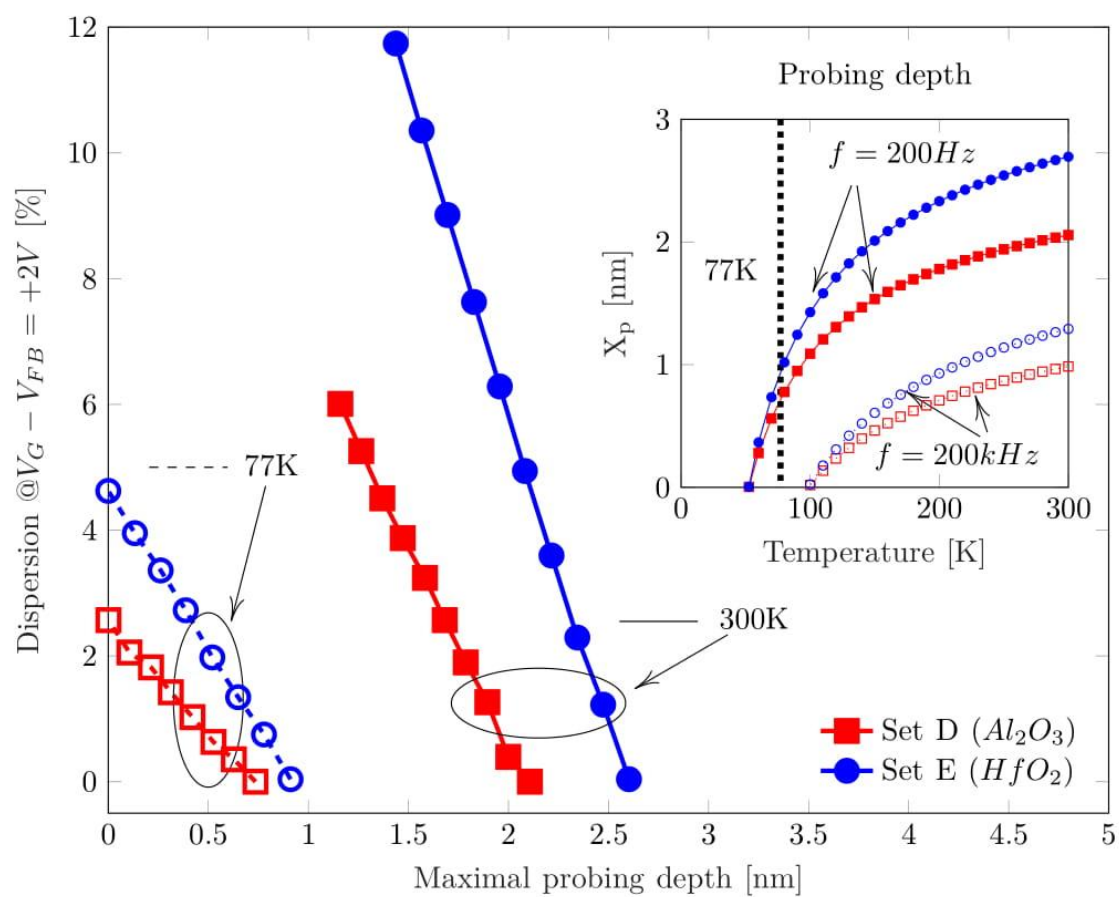 Dispersion @V_G − V_FB = +2V [%]
12
10
8
6
4
2
0
0 0.5 1 1.5 2 2.5 3 3.5 4 4.5 5
Maximal probing depth [nm]
77K
300K
Set D (Al₂O₃)
Set E (HfO₂)
Probing depth
X_p [nm]
3
2
1
0
0 100 200 300
Temperature [K]
f = 200Hz
77K
f = 200kHz